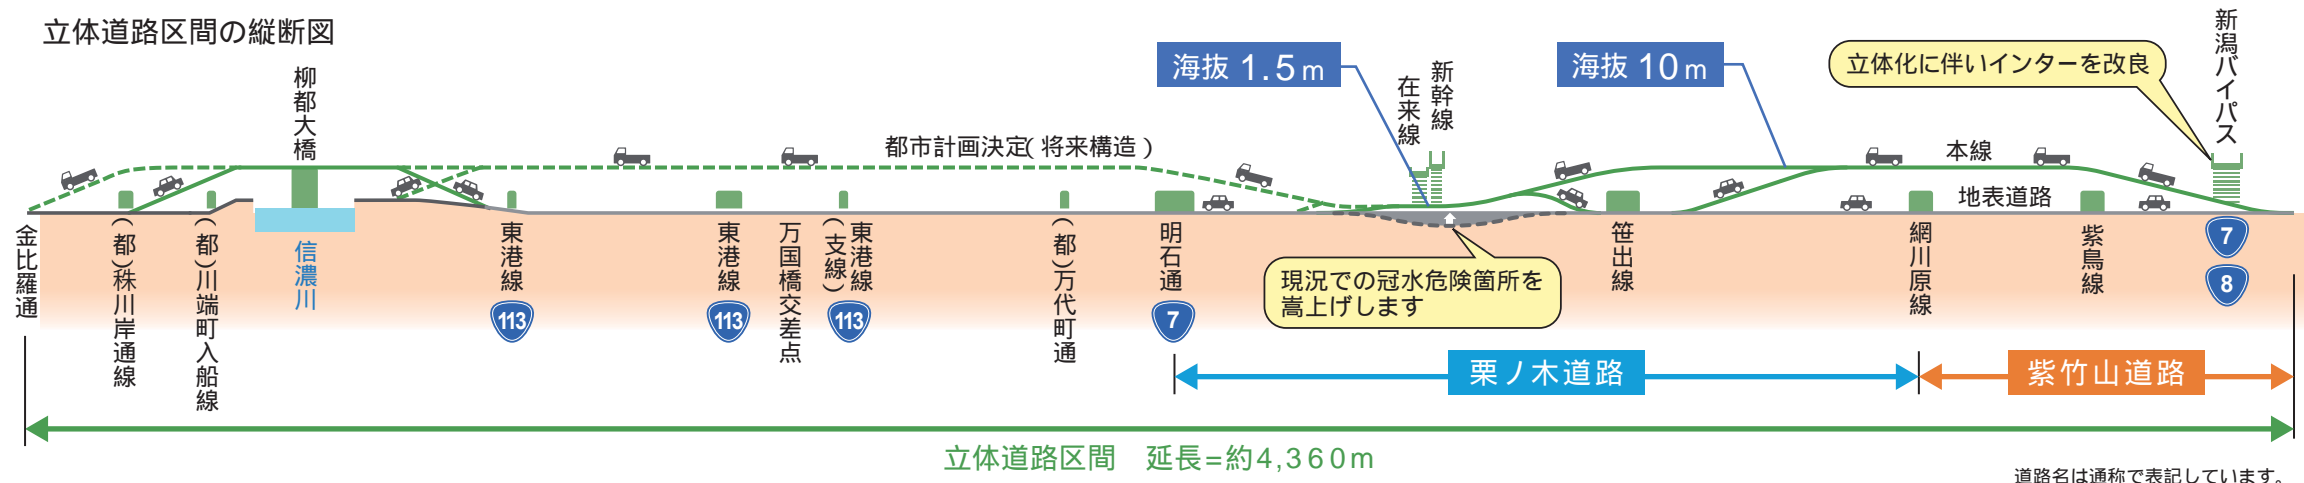 立体道路区間の縦断図
柳都大橋
都市計画決定(将来構造)
海抜 1.5m
在来線
新幹線
海抜 10m
立体化に伴いインターを改良
新潟バイパス
本線
地表道路
金比羅通
(都)秣川岸通線
(都)川端町入船線
信濃川
東港線
113
東港線
113
万国橋交差点
東港線
(支線)
113
(都)万代町通
明石通
7
現況での冠水危険箇所を
嵩上げします
笹出線
網川原線
紫鳥線
7
8
栗ノ木道路
紫竹山道路
立体道路区間 延長=約4,360m
道路名は通称で表記しています。